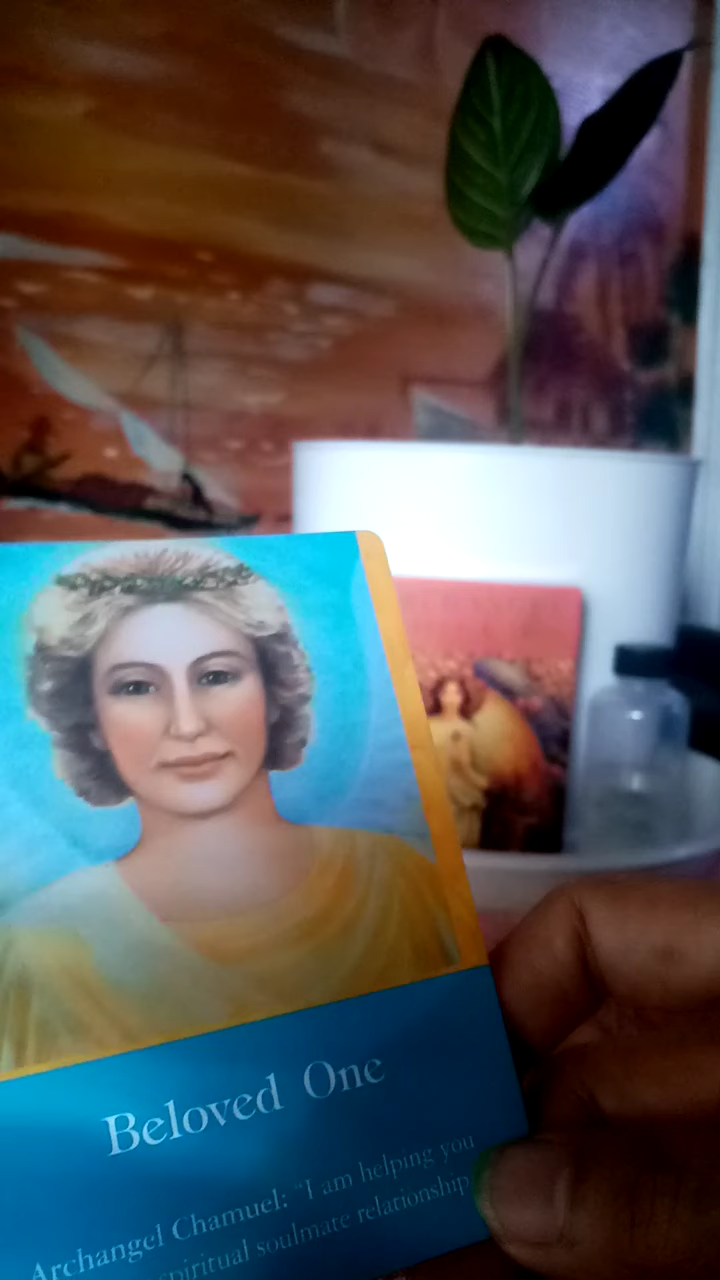 Beloved One
Archangel Chamuel: "I am helping you
spiritual soulmate relationship